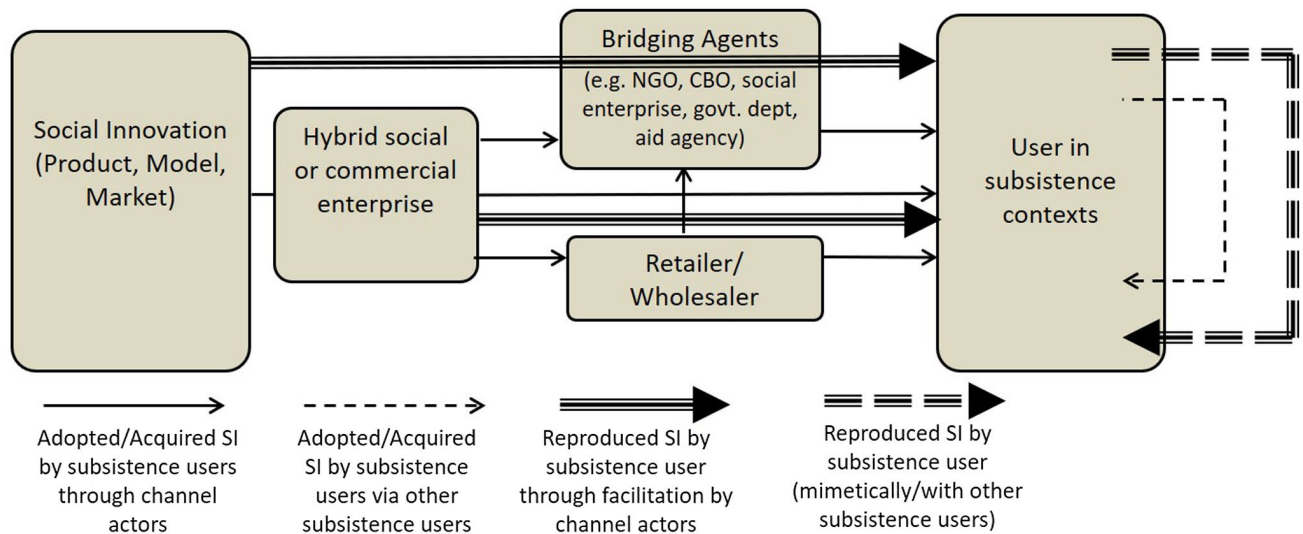 Social Innovation
(Product, Model,
Market)
Hybrid social
or commercial
enterprise
Bridging Agents
(e.g. NGO, CBO, social
enterprise, govt. dept,
aid agency)
Retailer/
Wholesaler
User in
subsistence
contexts
Adopted/Acquired SI
by subsistence users
through channel
actors
Adopted/Acquired
SI by subsistence
users via other
subsistence users
Reproduced SI by
subsistence user
through facilitation by
channel actors
Reproduced SI by
subsistence user
(mimetically/with other
subsistence users)